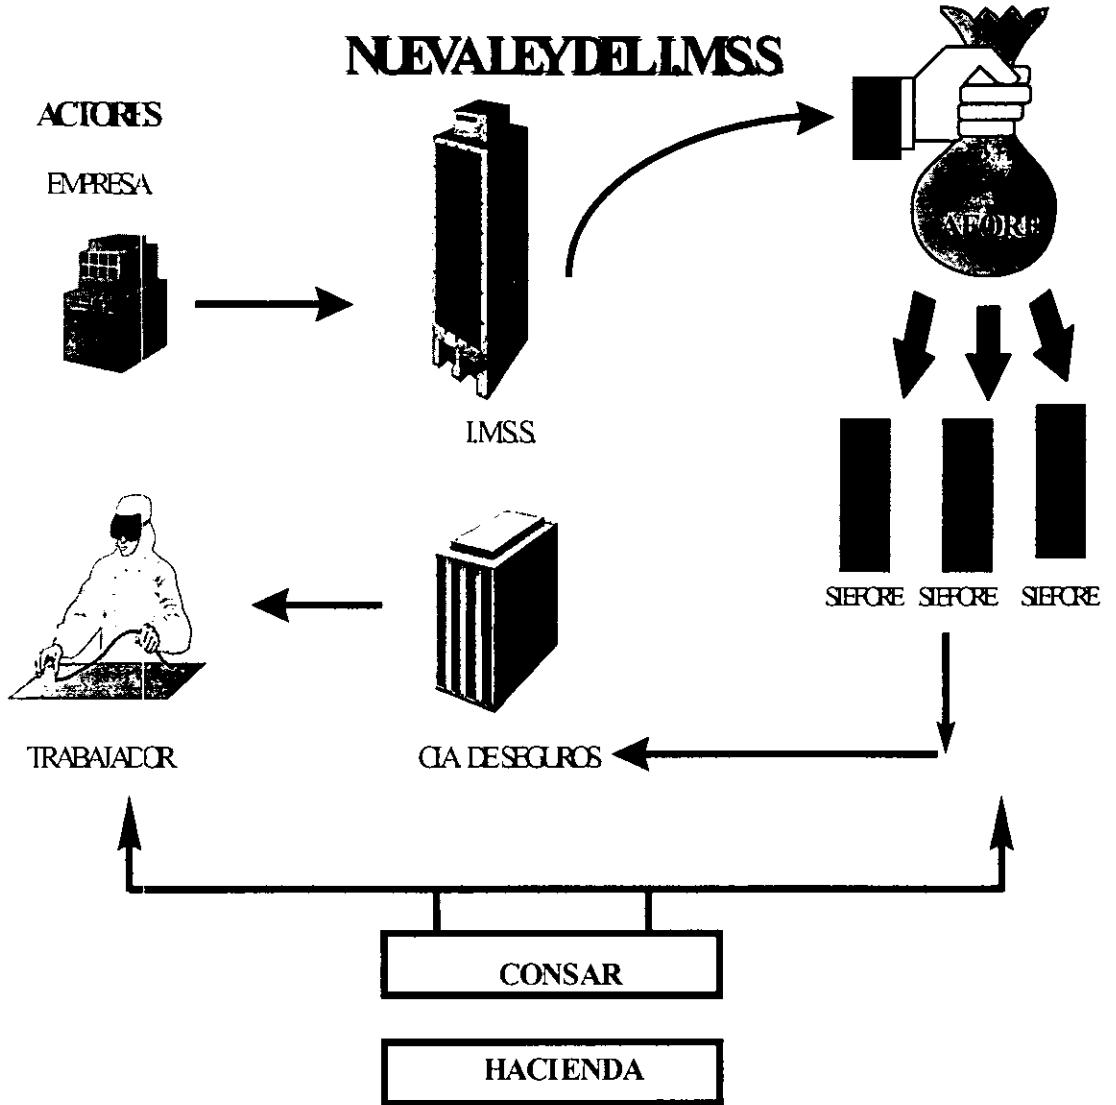 NUEVA LEY DEL I.M.S.S
ACTORES
EMPRESA
AFORE
I.M.S.S.
SIEFORE SIEFORE SIEFORE
TRABAJADOR
CIA. DE SEGUROS
CONSAR
HACIENDA